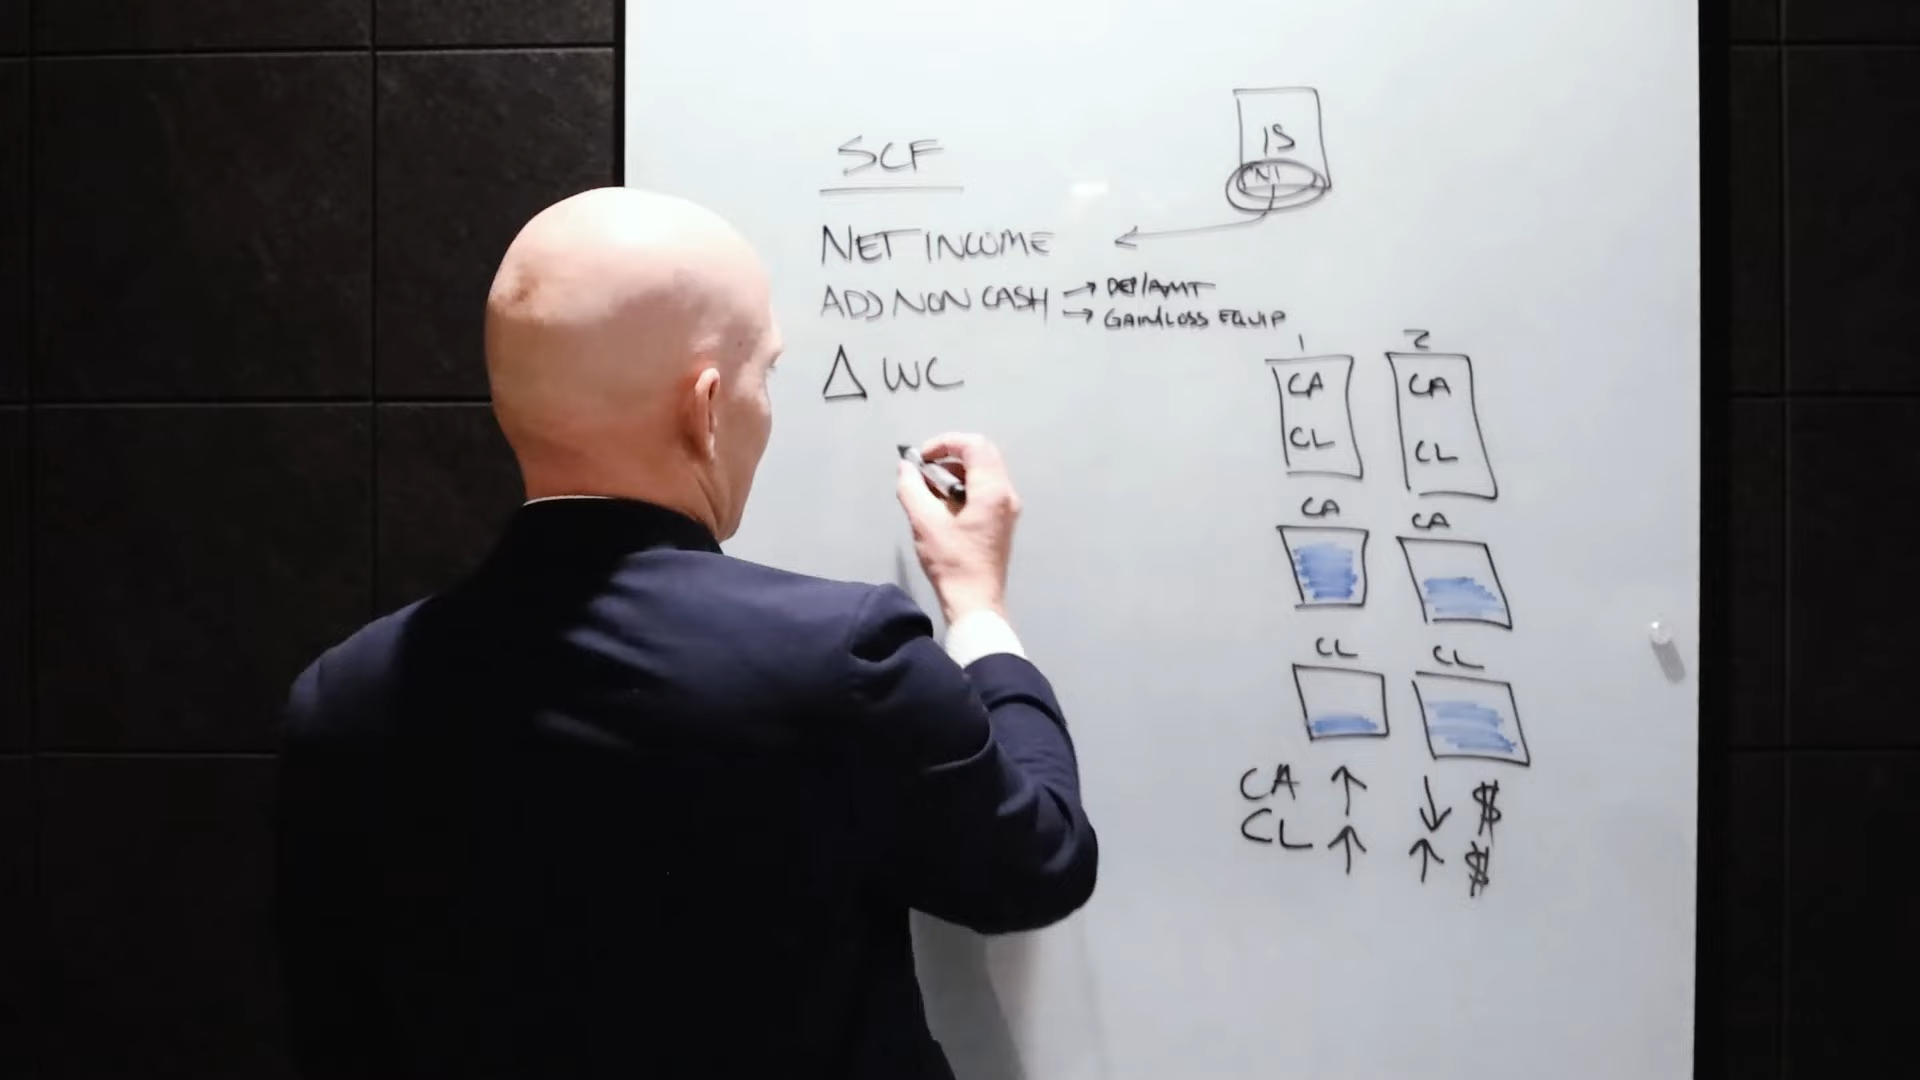 SCF
NET INCOME
ADJ NON CASH → DEP/AMT
→ GAIN/LOSS EQUIP
Δ WC
IS
NI
1 2
CA CA
CL CL
CA CA
CL CL
CA ↑ ↓ $
CL ↑ ↑ $